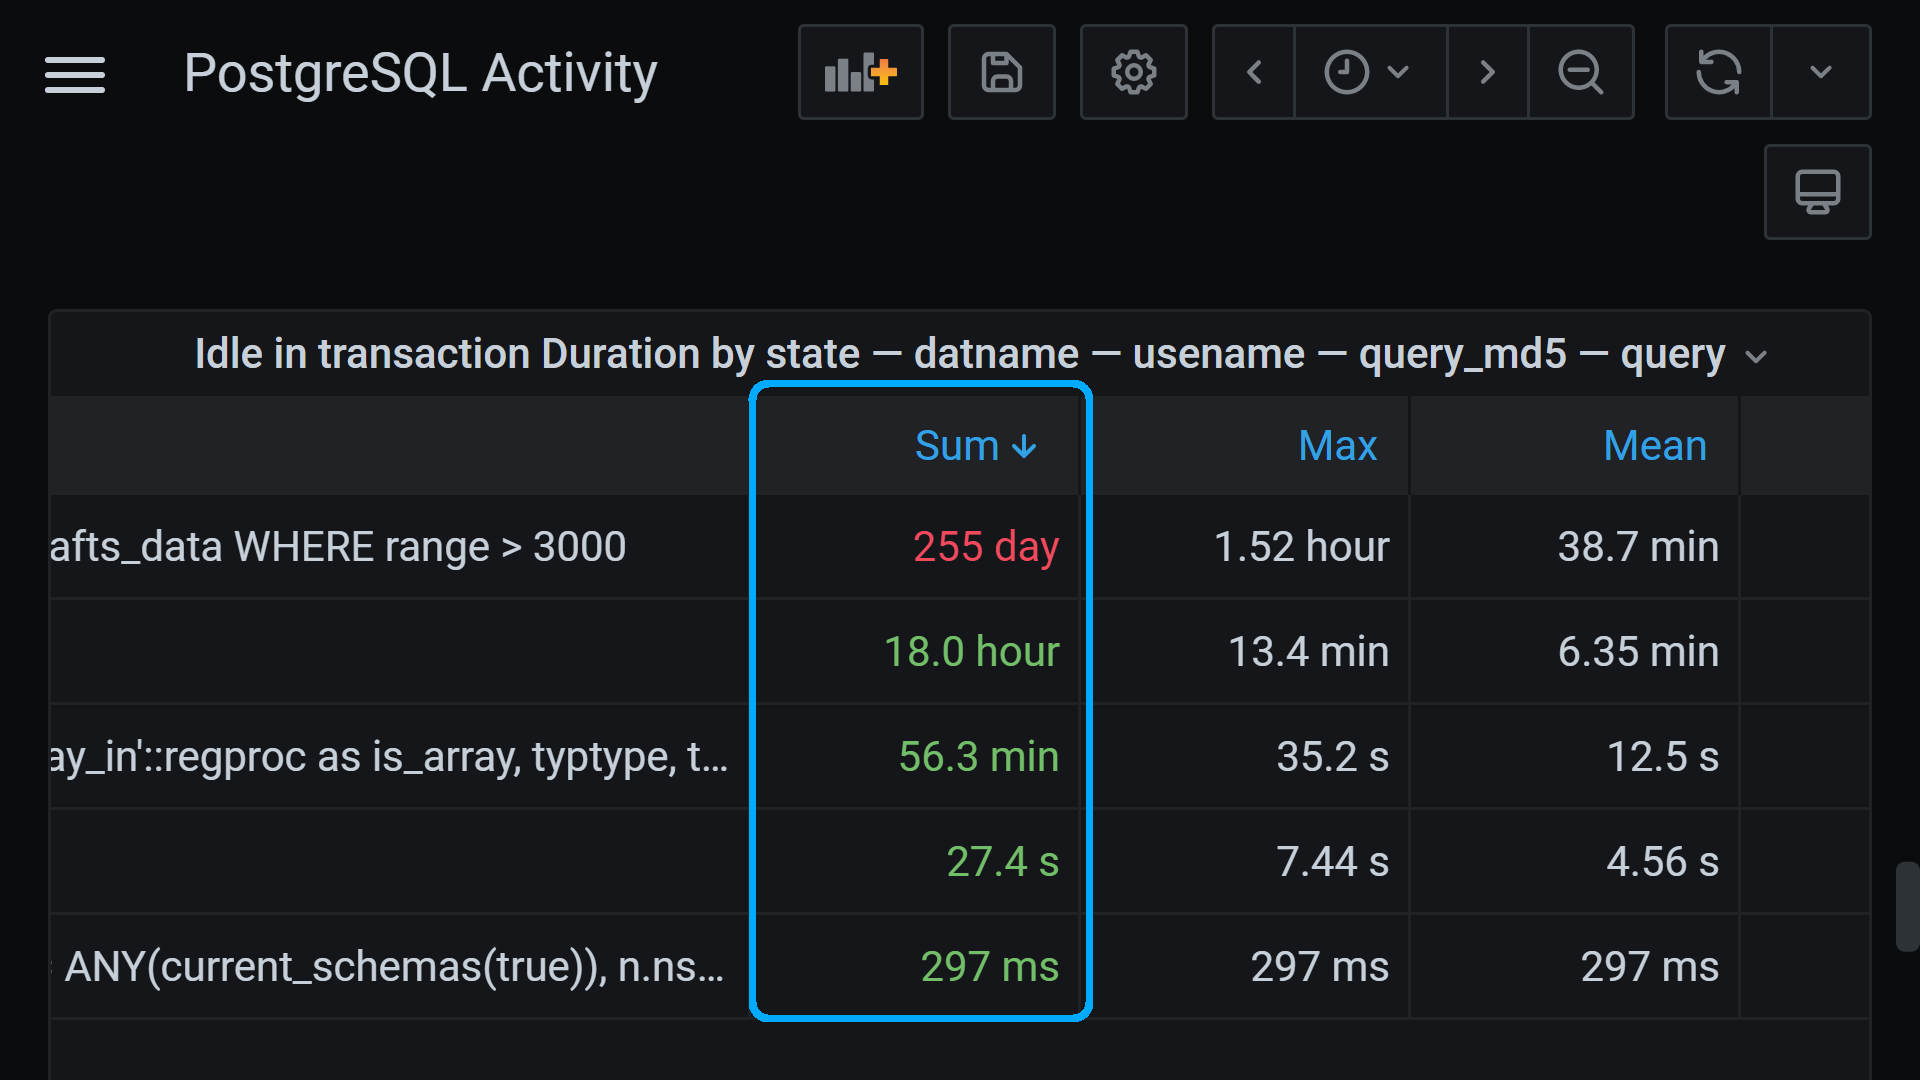 PostgreSQL Activity
Idle in transaction Duration by state — datname — usename — query_md5 — query
Sum Max Mean
afts_data WHERE range > 3000 255 day 1.52 hour 38.7 min
18.0 hour 13.4 min 6.35 min
ay_in'::regproc as is_array, typtype, t... 56.3 min 35.2 s 12.5 s
27.4 s 7.44 s 4.56 s
ANY(current_schemas(true)), n.ns... 297 ms 297 ms 297 ms